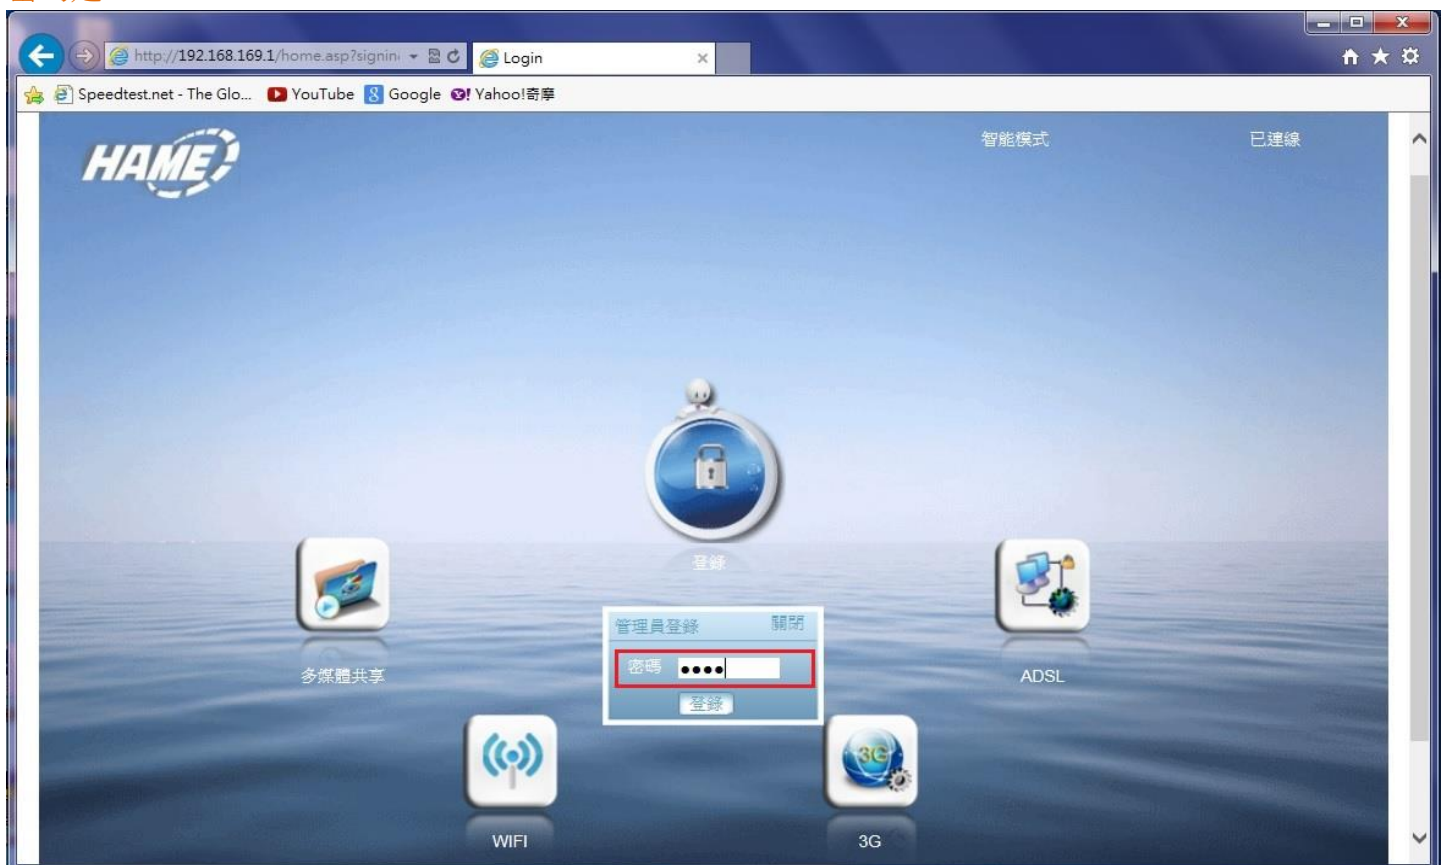 http://192.168.169.1/home.asp?signin
Login
Speedtest.net - The Glo...
YouTube
Google
Yahoo!奇摩
HAME
智能模式
已連線
登錄
管理員登錄
關閉
密碼
登錄
多媒體共享
ADSL
WIFI
3G
3G